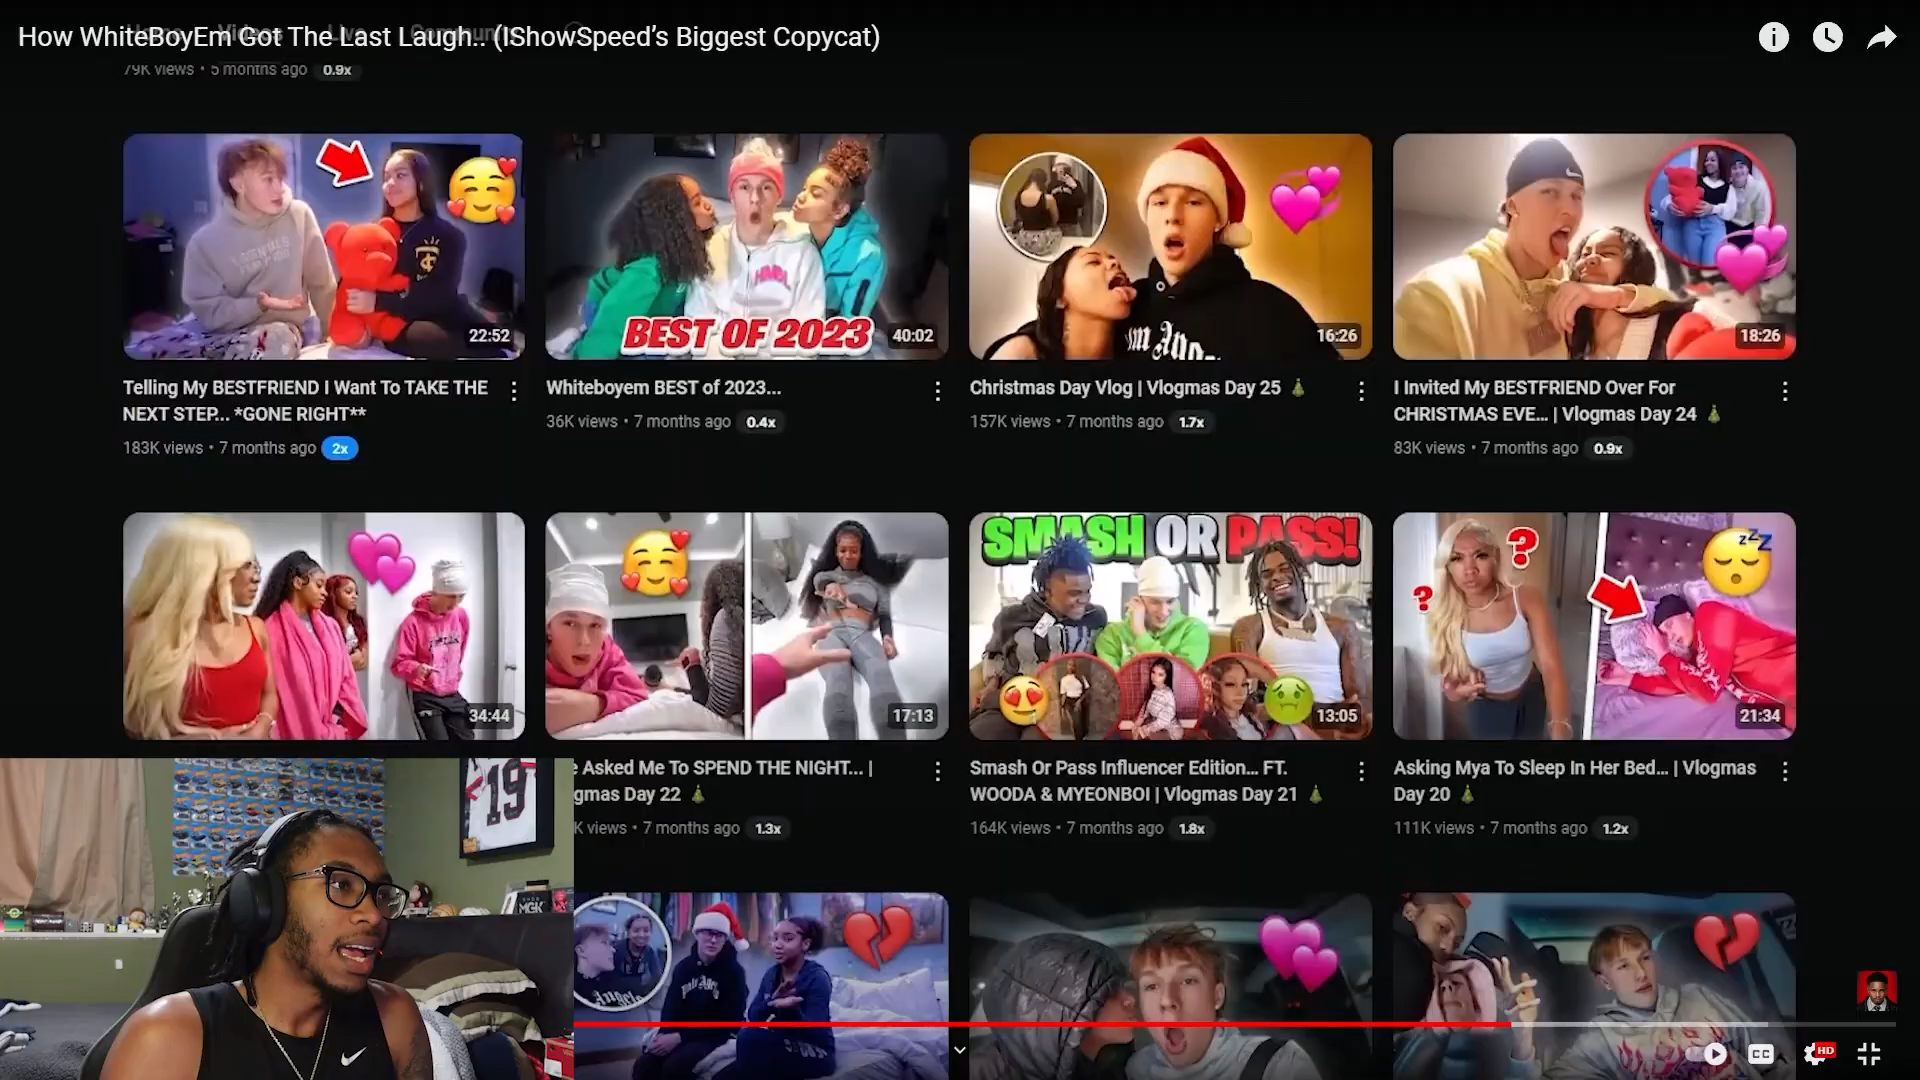 How WhiteBoyEm Got The Last Laugh.. (IShowSpeed’s Biggest Copycat)
79K views • 5 months ago 0.9x
22:52
BEST OF 2023
40:02
16:26
18:26
Telling My BESTFRIEND I Want To TAKE THE
NEXT STEP... *GONE RIGHT**
183K views • 7 months ago 2x
Whiteboyem BEST of 2023...
36K views • 7 months ago 0.4x
Christmas Day Vlog | Vlogmas Day 25 🎄
157K views • 7 months ago 1.7x
I Invited My BESTFRIEND Over For
CHRISTMAS EVE... | Vlogmas Day 24 🎄
83K views • 7 months ago 0.9x
34:44
17:13
SMASH OR PASS!
13:05
? ?
zzZ
21:34
e Asked Me To SPEND THE NIGHT... |
gmas Day 22 🎄
K views • 7 months ago 1.3x
Smash Or Pass Influencer Edition... FT.
WOODA & MYEONBOI | Vlogmas Day 21 🎄
164K views • 7 months ago 1.8x
Asking Mya To Sleep In Her Bed... | Vlogmas
Day 20 🎄
111K views • 7 months ago 1.2x
19
MGK
CC
HD